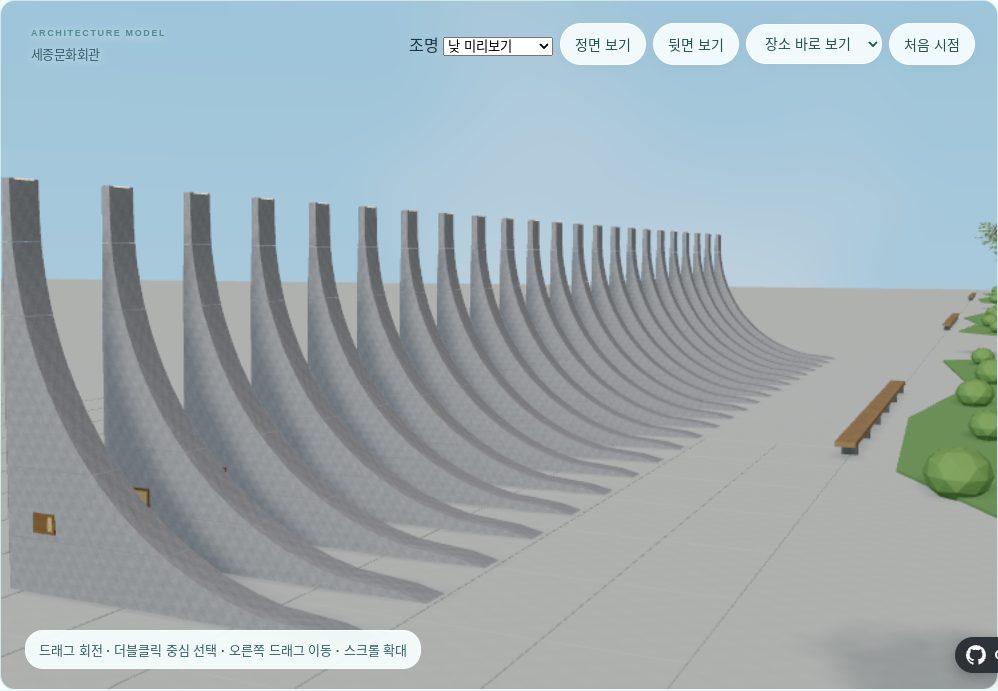 ARCHITECTURE MODEL
세종문화회관
조명 낮 미리보기 정면 보기 뒷면 보기 장소 바로 보기 처음 시점
드래그 회전 · 더블클릭 중심 선택 · 오른쪽 드래그 이동 · 스크롤 확대